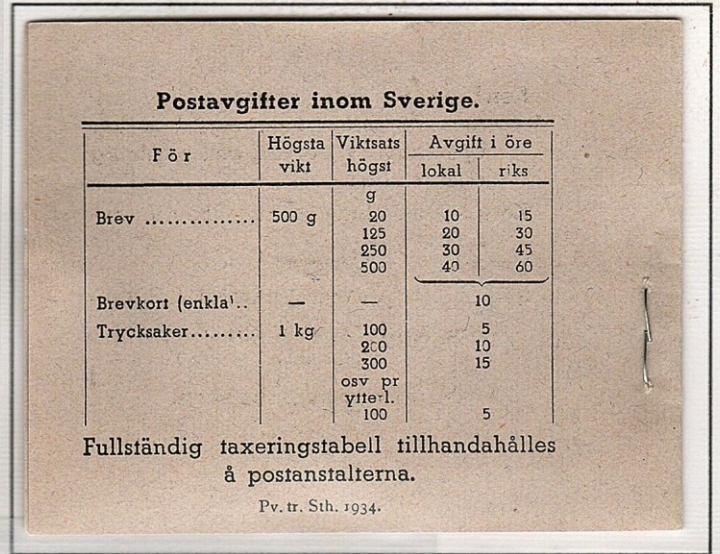 Postavgifter inom Sverige.
För Högsta vikt Viktsats högst Avgift i öre
lokal riks
g
Brev ............... 500 g 20 10 15
125 20 30
250 30 45
500 40 60
Brevkort (enkla).. — — 10
Trycksaker......... 1 kg 100 5
200 10
300 15
osv pr
ytterl.
100 5
Fullständig taxeringstabell tillhandahålles
å postanstalterna.
Pv. tr. Sth. 1934.